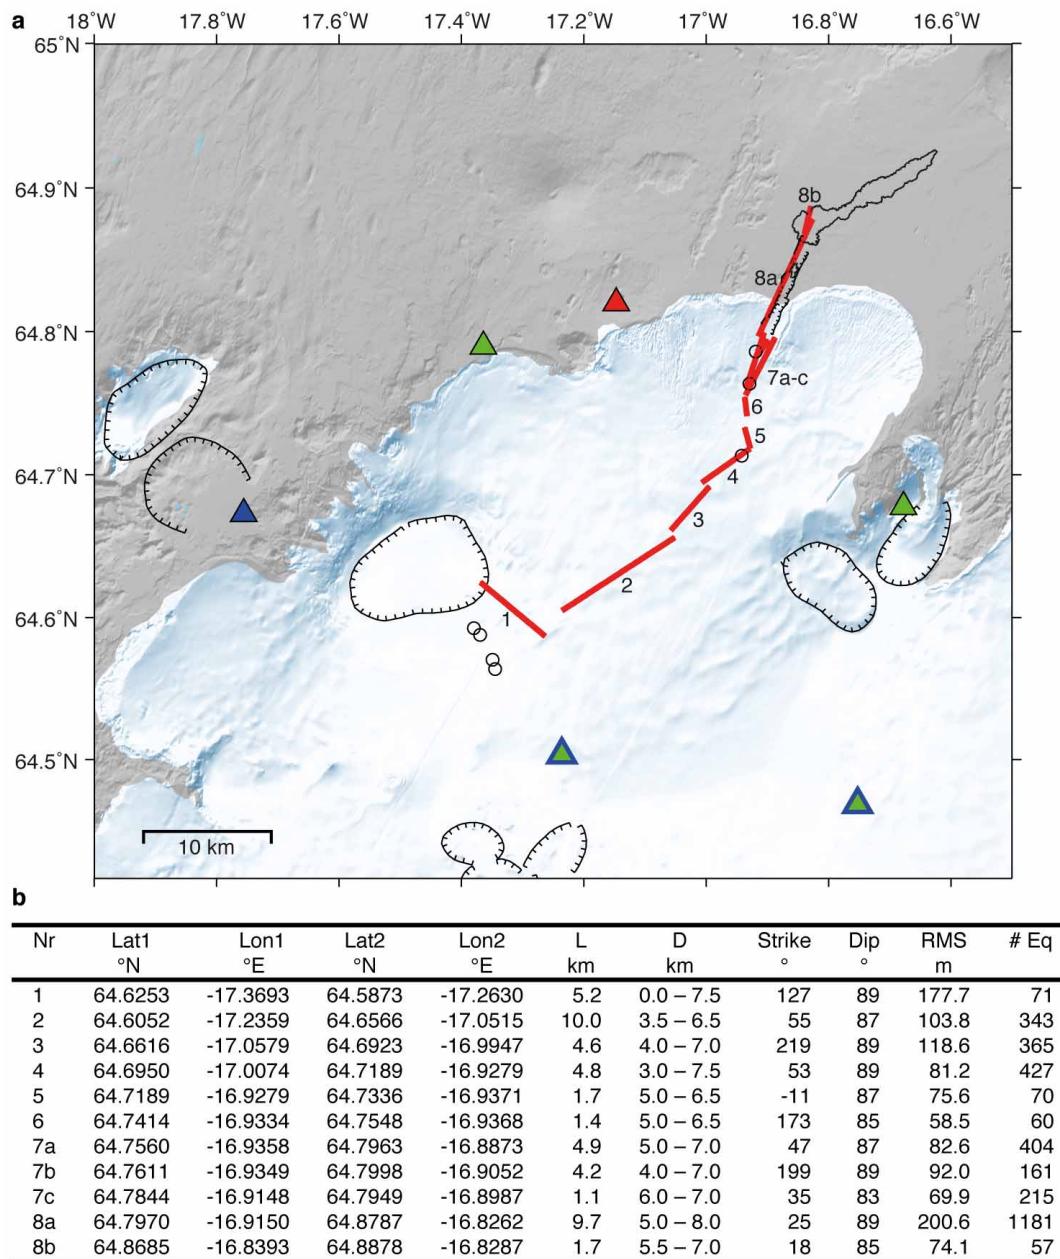 a
18°W 17.8°W 17.6°W 17.4°W 17.2°W 17°W 16.8°W 16.6°W
65°N
64.9°N
8b
8a
64.8°N
7a-c
6
5
64.7°N
4
3
2
64.6°N
1
64.5°N
10 km
b
Nr Lat1 Lon1 Lat2 Lon2 L D Strike Dip RMS # Eq
°N °E °N °E km km ° ° m
1 64.6253 -17.3693 64.5873 -17.2630 5.2 0.0 – 7.5 127 89 177.7 71
2 64.6052 -17.2359 64.6566 -17.0515 10.0 3.5 – 6.5 55 87 103.8 343
3 64.6616 -17.0579 64.6923 -16.9947 4.6 4.0 – 7.0 219 89 118.6 365
4 64.6950 -17.0074 64.7189 -16.9279 4.8 3.0 – 7.5 53 89 81.2 427
5 64.7189 -16.9279 64.7336 -16.9371 1.7 5.0 – 6.5 -11 87 75.6 70
6 64.7414 -16.9334 64.7548 -16.9368 1.4 5.0 – 6.5 173 85 58.5 60
7a 64.7560 -16.9358 64.7963 -16.8873 4.9 5.0 – 7.0 47 87 82.6 404
7b 64.7611 -16.9349 64.7998 -16.9052 4.2 4.0 – 7.0 199 89 92.0 161
7c 64.7844 -16.9148 64.7949 -16.8987 1.1 6.0 – 7.0 35 83 69.9 215
8a 64.7970 -16.9150 64.8787 -16.8262 9.7 5.0 – 8.0 25 89 200.6 1181
8b 64.8685 -16.8393 64.8878 -16.8287 1.7 5.5 – 7.0 18 85 74.1 57